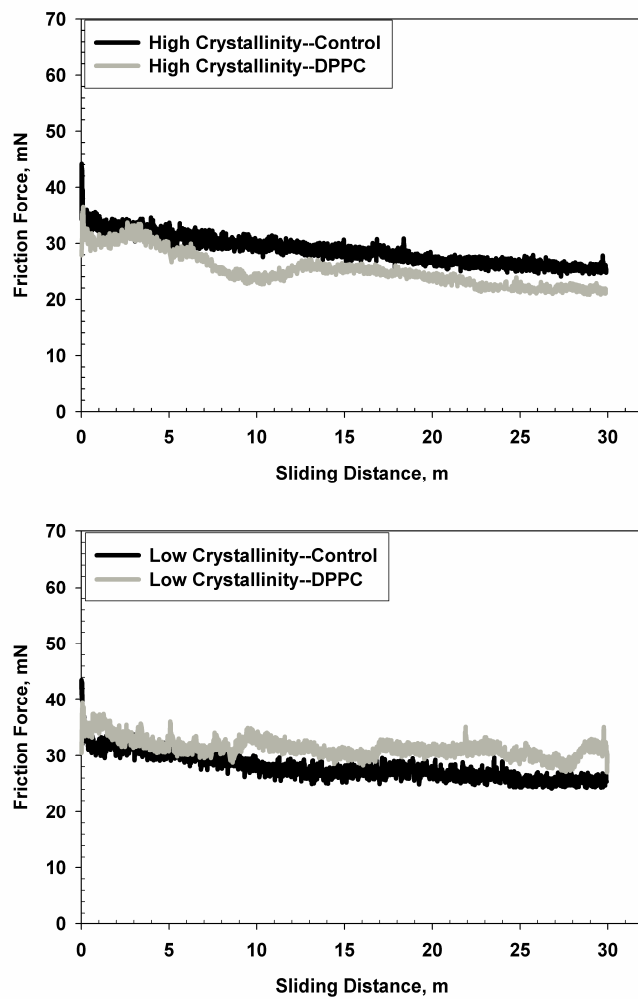 70
60
50
40
30
20
10
0
Friction Force, mN
High Crystallinity--Control
High Crystallinity--DPPC
0 5 10 15 20 25 30
Sliding Distance, m
70
60
50
40
30
20
10
0
Friction Force, mN
Low Crystallinity--Control
Low Crystallinity--DPPC
0 5 10 15 20 25 30
Sliding Distance, m